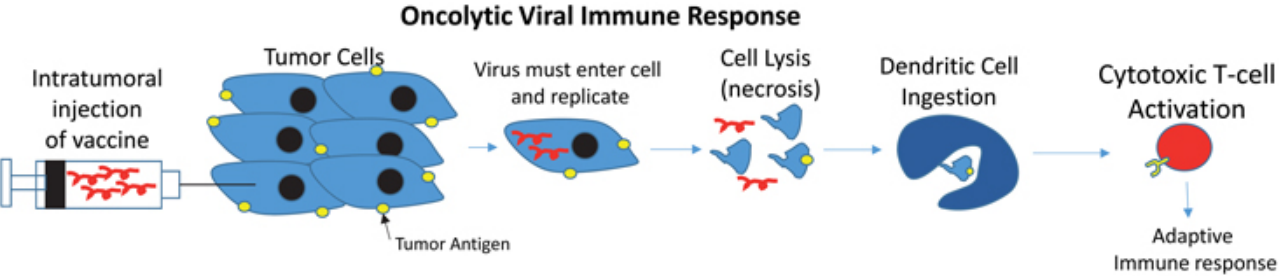 Oncolytic Viral Immune Response
Intratumoral
injection
of vaccine
Tumor Cells
Tumor Antigen
Virus must enter cell
and replicate
Cell Lysis
(necrosis)
Dendritic Cell
Ingestion
Cytotoxic T-cell
Activation
Adaptive
Immune response